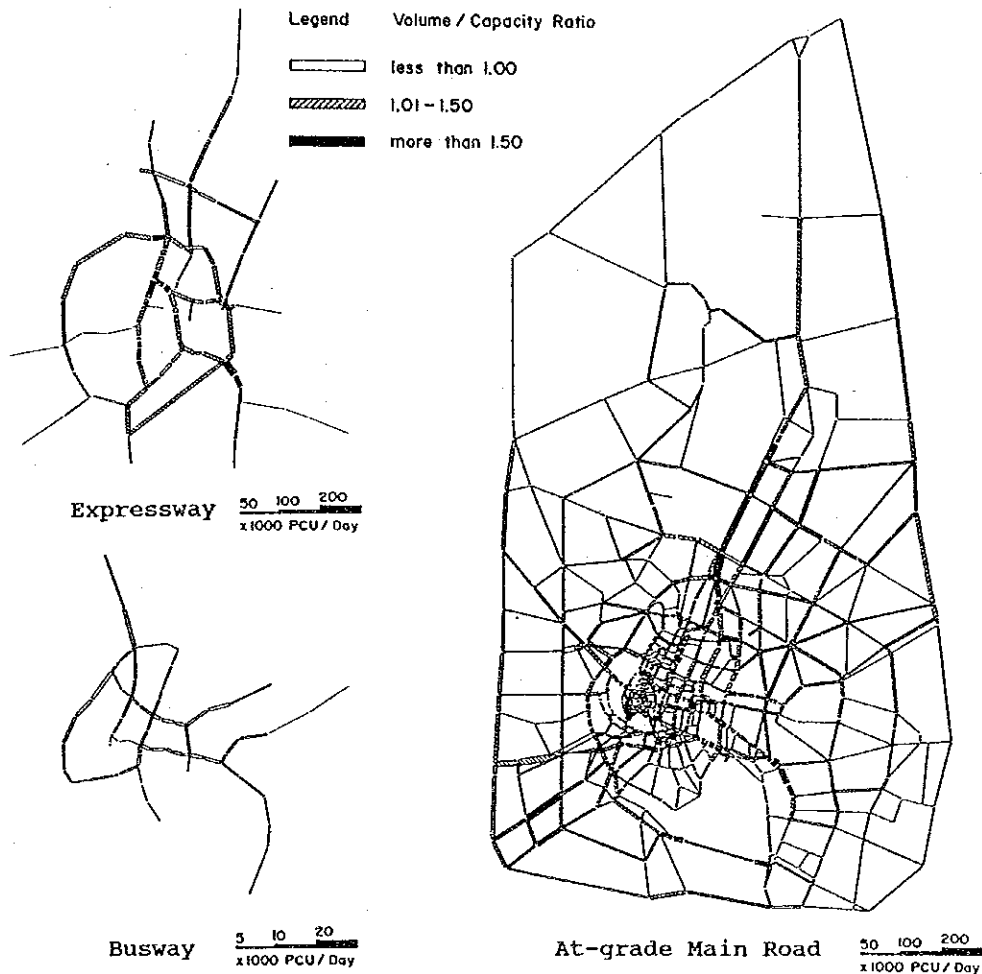 Legend Volume / Capacity Ratio
less than 1.00
1.01 – 1.50
more than 1.50
Expressway 50 100 200
x1000 PCU / Day
Busway 5 10 20
x1000 PCU / Day
At-grade Main Road 50 100 200
x1000 PCU / Day